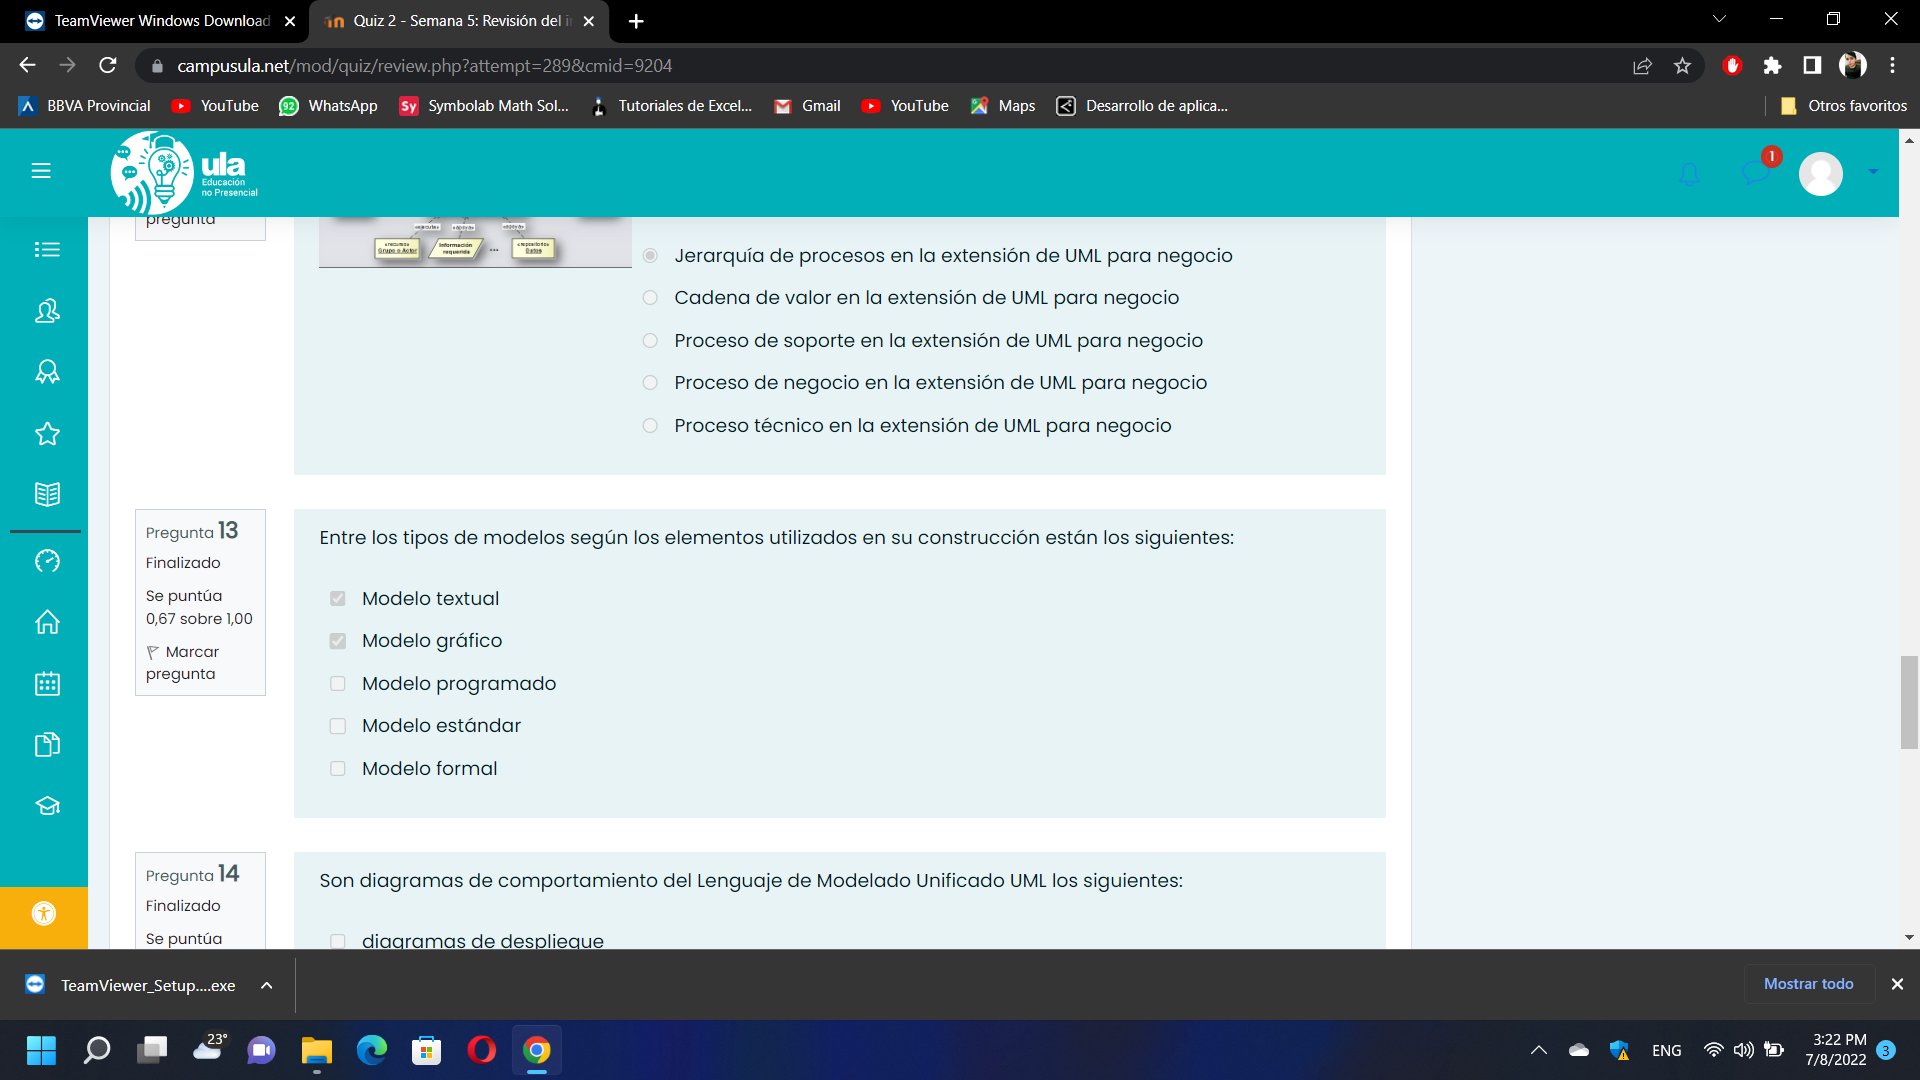 TeamViewer Windows Download
Quiz 2 - Semana 5: Revisión del i
campusula.net/mod/quiz/review.php?attempt=289&cmid=9204
BBVA Provincial
YouTube
92
WhatsApp
Sy
Symbolab Math Sol...
Tutoriales de Excel...
Gmail
YouTube
Maps
Desarrollo de aplica...
Otros favoritos
ula
Educación
no Presencial
1
pregunta
Grupo o Actor
Información
requerida
...
Datos
Jerarquía de procesos en la extensión de UML para negocio
Cadena de valor en la extensión de UML para negocio
Proceso de soporte en la extensión de UML para negocio
Proceso de negocio en la extensión de UML para negocio
Proceso técnico en la extensión de UML para negocio
Pregunta 13
Finalizado
Se puntúa
0,67 sobre 1,00
Marcar
pregunta
Entre los tipos de modelos según los elementos utilizados en su construcción están los siguientes:
Modelo textual
Modelo gráfico
Modelo programado
Modelo estándar
Modelo formal
Pregunta 14
Finalizado
Se puntúa
Son diagramas de comportamiento del Lenguaje de Modelado Unificado UML los siguientes:
diagramas de despliegue
TeamViewer_Setup....exe
Mostrar todo
23°
ENG
3:22 PM
7/8/2022
3